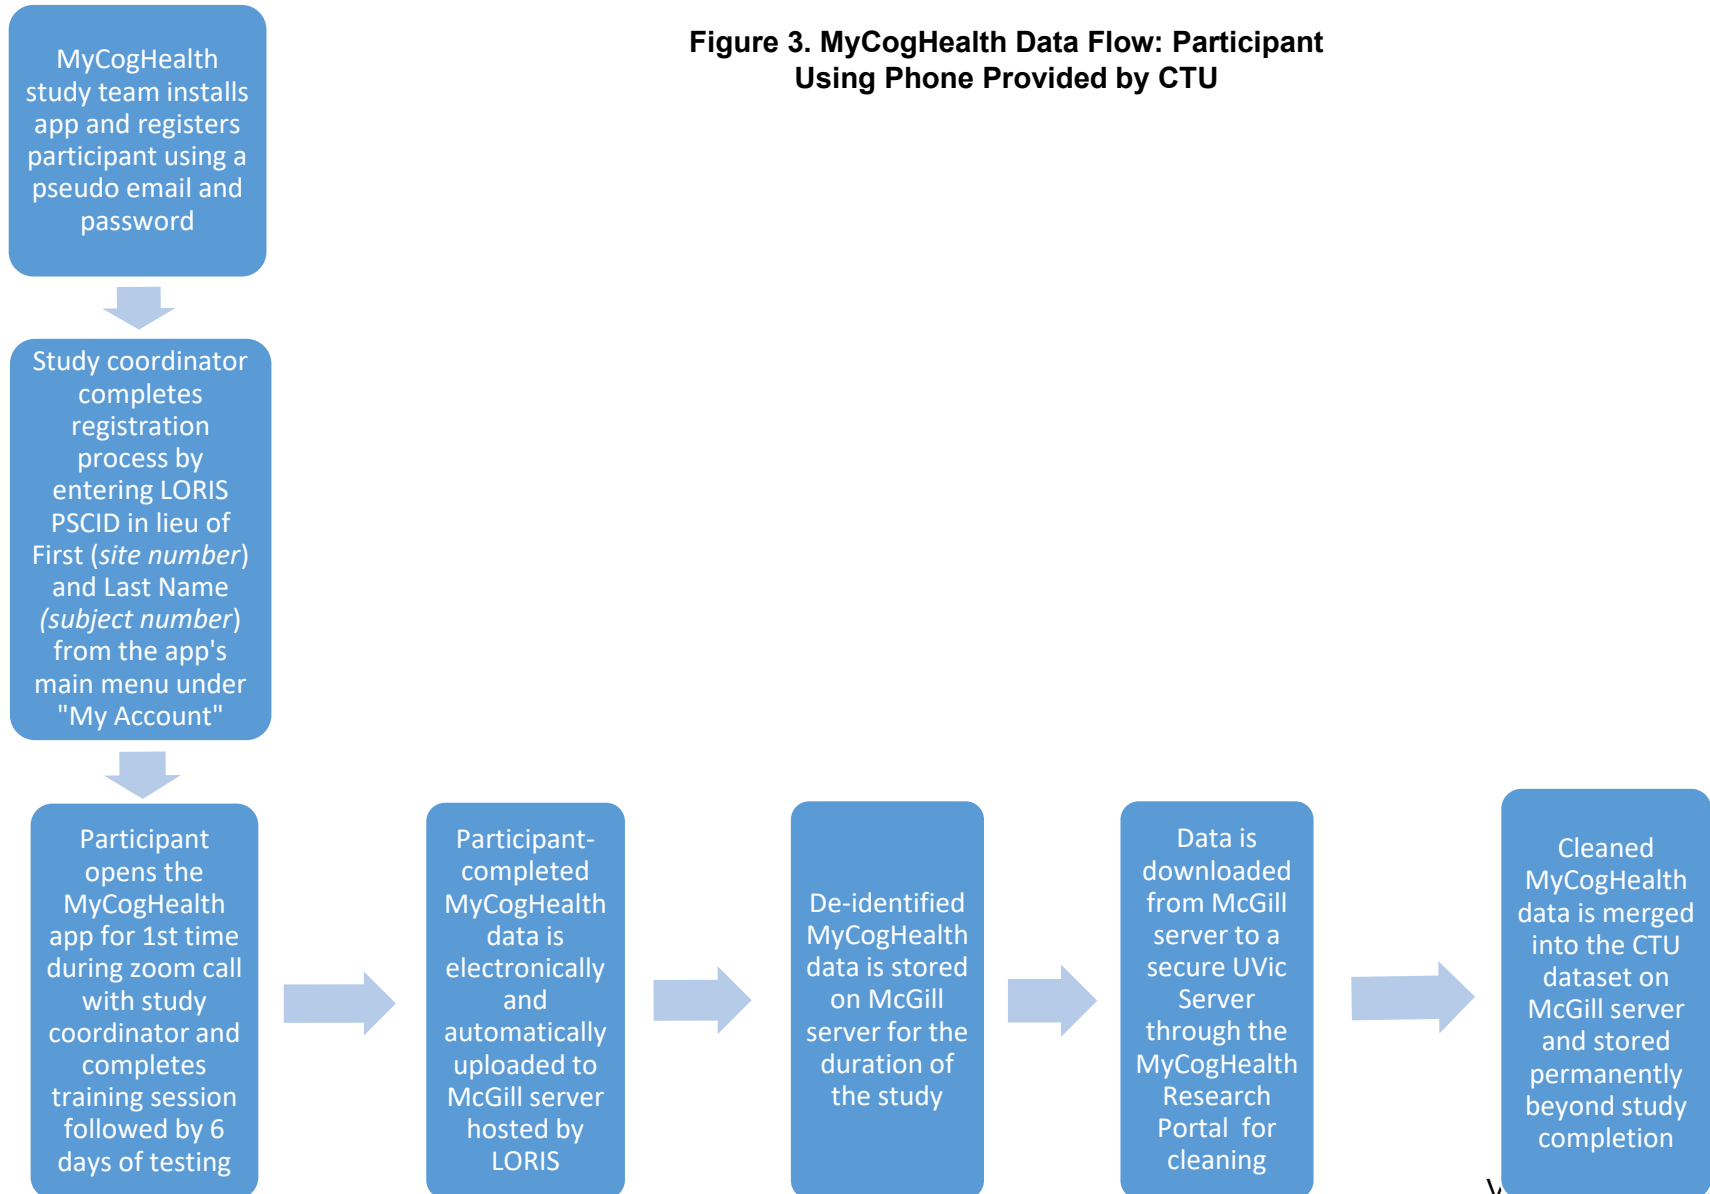 Figure 3. MyCogHealth Data Flow: Participant
Using Phone Provided by CTU
MyCogHealth
study team installs
app and registers
participant using a
pseudo email and
password
Study coordinator
completes
registration
process by
entering LORIS
PSCID in lieu of
First (site number)
and Last Name
(subject number)
from the app's
main menu under
"My Account"
Participant
opens the
MyCogHealth
app for 1st time
during zoom call
with study
coordinator and
completes
training session
followed by 6
days of testing
Participant-
completed
MyCogHealth
data is
electronically
and
automatically
uploaded to
McGill server
hosted by
LORIS
De-identified
MyCogHealth
data is stored
on McGill
server for the
duration of
the study
Data is
downloaded
from McGill
server to a
secure UVic
Server
through the
MyCogHealth
Research
Portal for
cleaning
Cleaned
MyCogHealth
data is merged
into the CTU
dataset on
McGill server
and stored
permanently
beyond study
completion